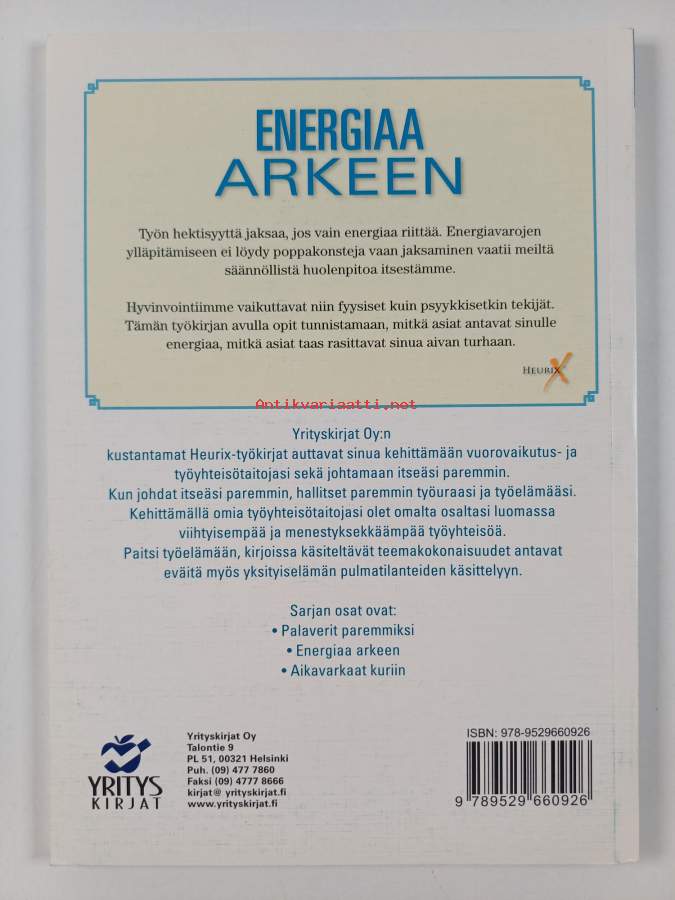 ENERGIAA
ARKEEN
Työn hektisyyttä jaksaa, jos vain energiaa riittää. Energiavarojen
ylläpitämiseen ei löydy poppakonsteja vaan jaksaminen vaatii meiltä
säännöllistä huolenpitoa itsestämme.
Hyvinvointiimme vaikuttavat niin fyysiset kuin psyykkisetkin tekijät.
Tämän työkirjan avulla opit tunnistamaan, mitkä asiat antavat sinulle
energiaa, mitkä asiat taas rasittavat sinua aivan turhaan.
HEURIX
Antikvariaatti.net
Yrityskirjat Oy:n
kustantamat Heurix-työkirjat auttavat sinua kehittämään vuorovaikutus- ja
työyhteisötaitojasi sekä johtamaan itseäsi paremmin.
Kun johdat itseäsi paremmin, hallitset paremmin työuraasi ja työelämääsi.
Kehittämällä omia työyhteisötaitojasi olet omalta osaltasi luomassa
viihtyisempää ja menestyksekkäämpää työyhteisöä.
Paitsi työelämään, kirjoissa käsiteltävät teemakokonaisuudet antavat
eväitä myös yksityiselämän pulmatilanteiden käsittelyyn.
Sarjan osat ovat:
• Palaverit paremmiksi
• Energiaa arkeen
• Aikavarkaat kuriin
YRITYS
KIRJAT
Yrityskirjat Oy
Talontie 9
PL 51, 00321 Helsinki
Puh. (09) 477 7860
Faksi (09) 4777 8666
kirjat@ yrityskirjat.fi
www.yrityskirjat.fi
ISBN: 978-9529660926
9 789529 660926